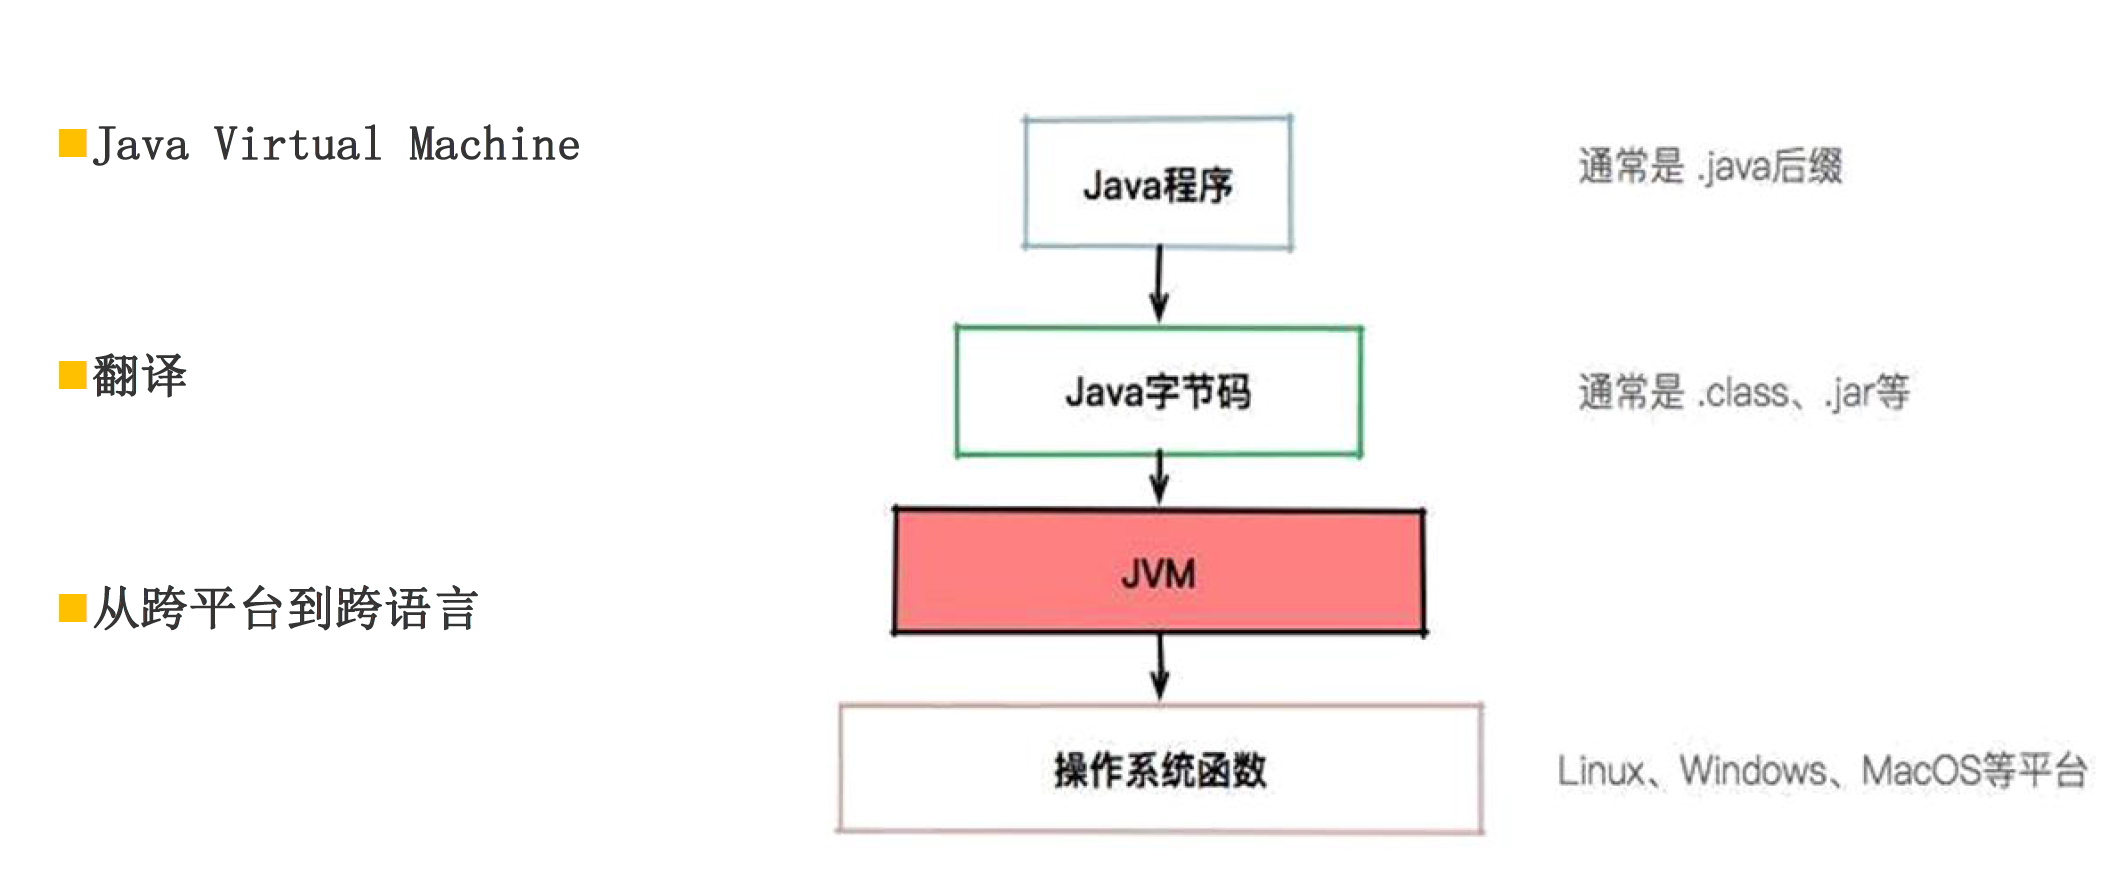 Java Virtual Machine
翻译
从跨平台到跨语言
Java程序
通常是 .java后缀
Java字节码
通常是 .class、.jar等
JVM
操作系统函数
Linux、Windows、MacOS等平台